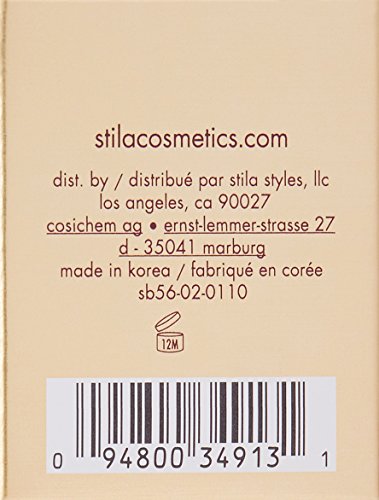 stilacosmetics.com
dist. by / distribué par stila styles, llc
los angeles, ca 90027
cosichem ag • ernst-lemmer-strasse 27
d - 35041 marburg
made in korea / fabriqué en corée
sb56-02-0110
12M
0 94800 34913 1